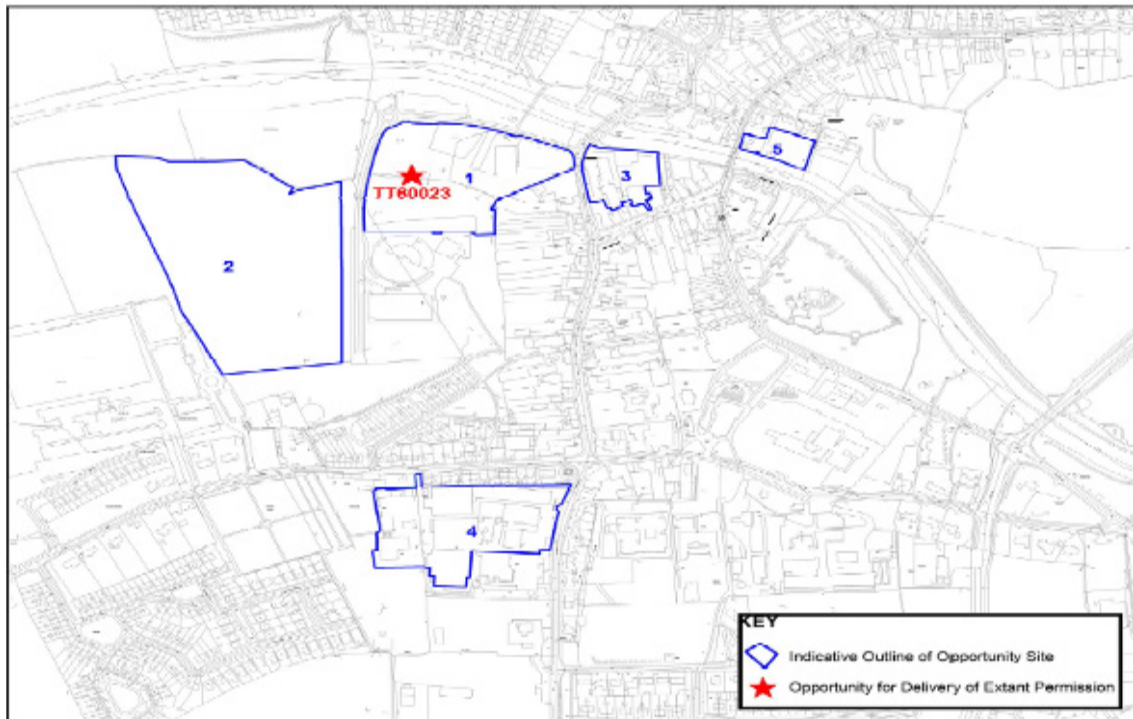 5
1
3
TT60023
2
4
KEY
Indicative Outline of Opportunity Site
Opportunity for Delivery of Extant Permission